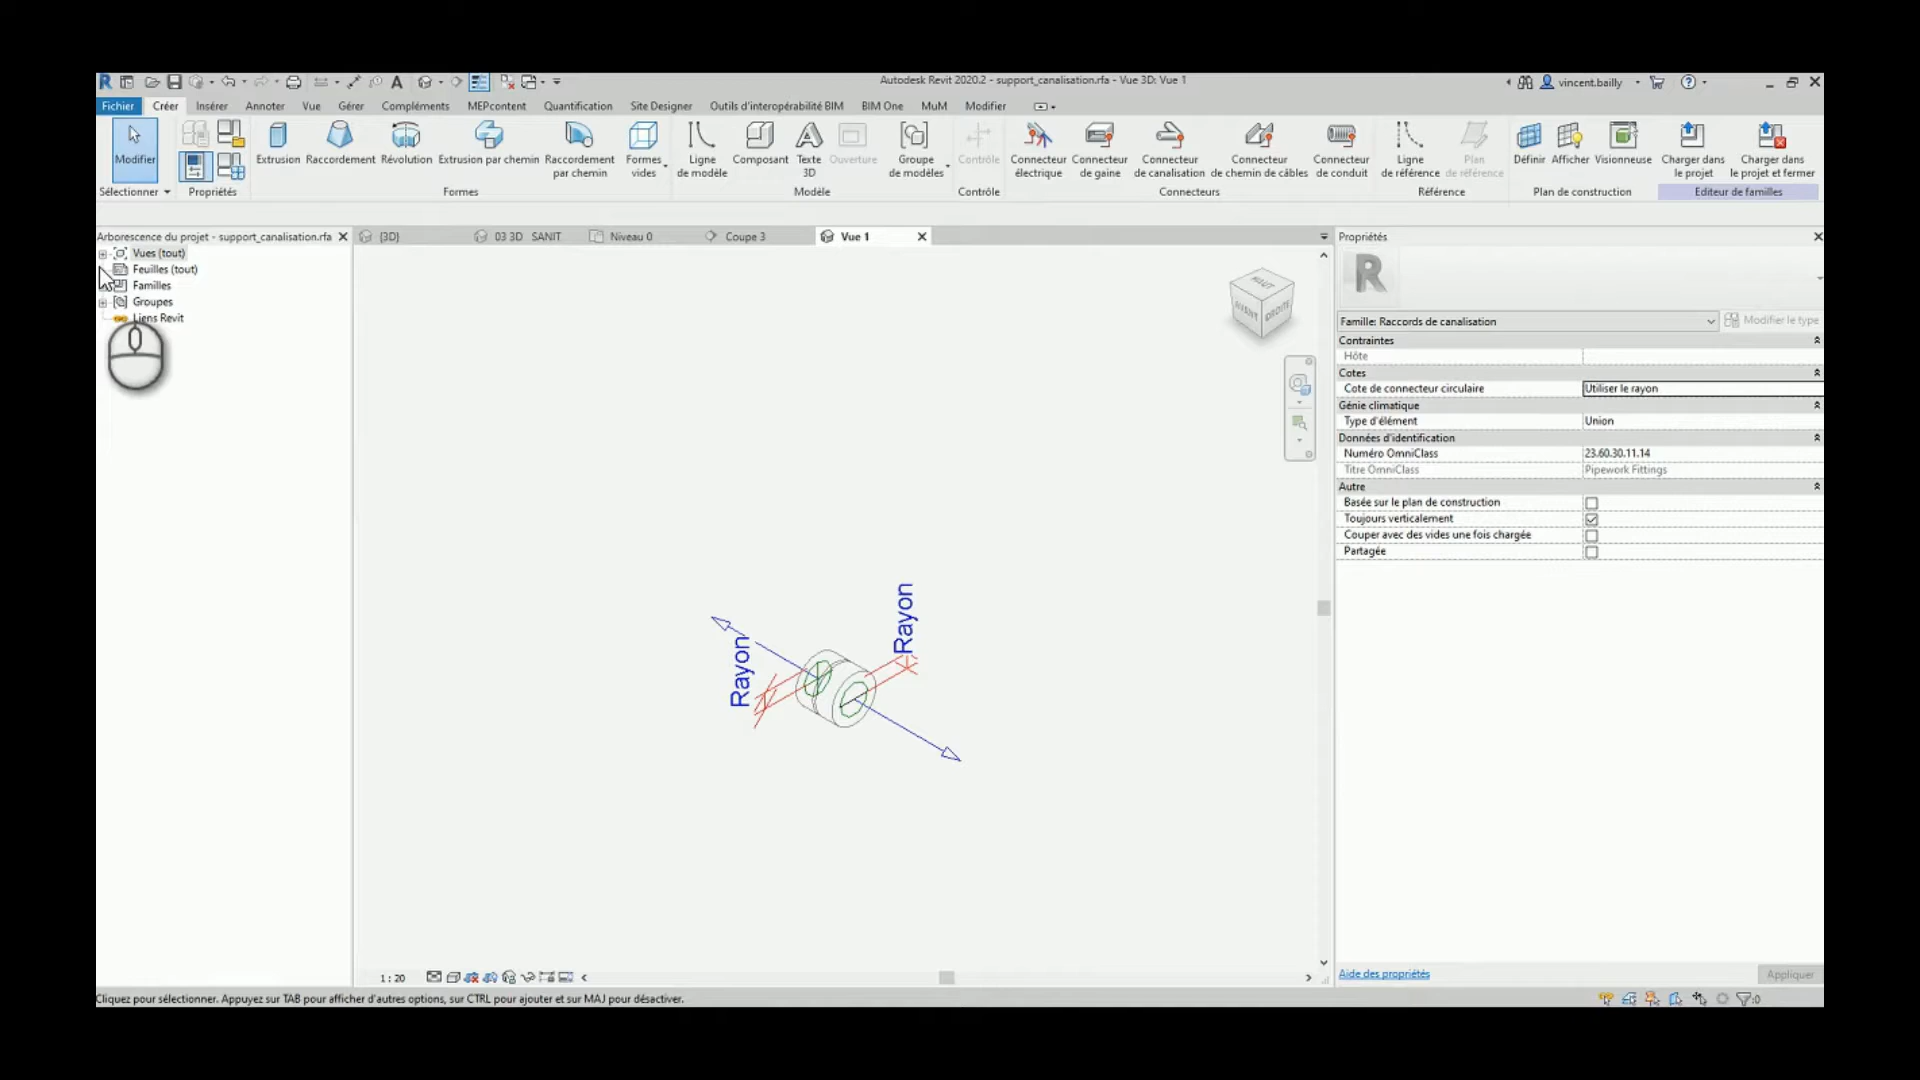 Autodesk Revit 2020.2 - support_canalisation.rfa - Vue 3D: Vue 1
vincent.bailly
Fichier Créer Insérer Annoter Vue Gérer Compléments MEPcontent Quantification Site Designer Outils d'interopérabilité BIM BIM One MuM Modifier
Modifier
Extrusion Raccordement Révolution Extrusion par chemin Raccordement par chemin Formes vides
Ligne de modèle Composant Texte 3D Ouverture Groupe de modèles Contrôle
Connecteur électrique Connecteur de gaine Connecteur de canalisation Connecteur de chemin de câbles Connecteur de conduit
Ligne de référence Plan de référence Définir Afficher Visionneuse Charger dans le projet Charger dans le projet et fermer
Sélectionner Propriétés Formes Modèle Contrôle Connecteurs Référence Plan de construction Editeur de familles
Arborescence du projet - support_canalisation.rfa
{3D} 03 3D SANIT. Niveau 0 Coupe 3 Vue 1
Vues (tout)
Feuilles (tout)
Familles
Groupes
Liens Revit
HAUT
AVANT DROITE
Rayon
Rayon
Propriétés
R
Famille: Raccords de canalisation Modifier le type
Contraintes
Hôte
Cotes
Cote de connecteur circulaire Utiliser le rayon
Génie climatique
Type d'élément Union
Données d'identification
Numéro OmniClass 23.60.30.11.14
Titre OmniClass Pipework Fittings
Autre
Basée sur le plan de construction
Toujours verticalement
Couper avec des vides une fois chargée
Partagée
Aide des propriétés Appliquer
1 : 20
Cliquez pour sélectionner. Appuyez sur TAB pour afficher d'autres options, sur CTRL pour ajouter et sur MAJ pour désactiver.
:0